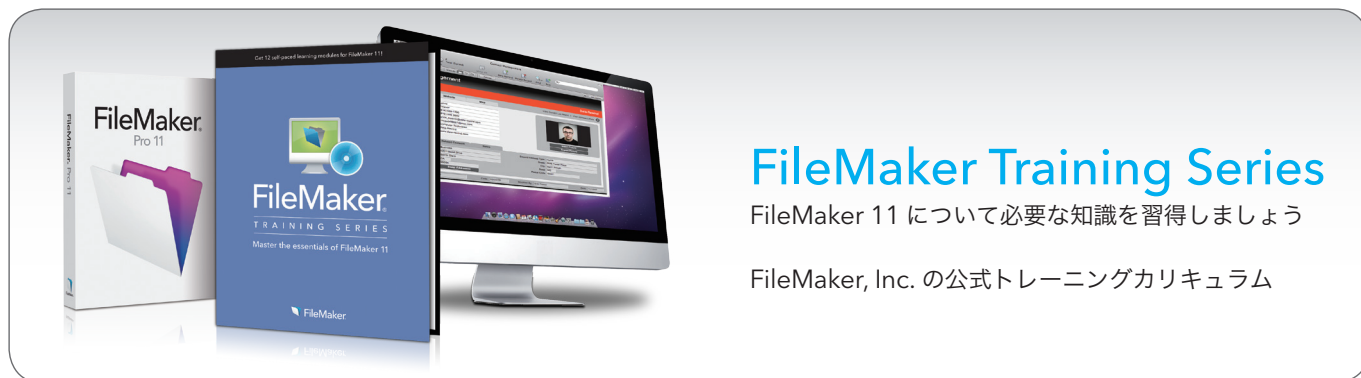 FileMaker Pro 11
FileMaker
Pro 11
Get 12 self-paced learning modules for FileMaker 11!
FileMaker
TRAINING SERIES
Master the essentials of FileMaker 11
FileMaker
FileMaker Training Series
FileMaker 11 について必要な知識を習得しましょう
FileMaker, Inc. の公式トレーニングカリキュラム